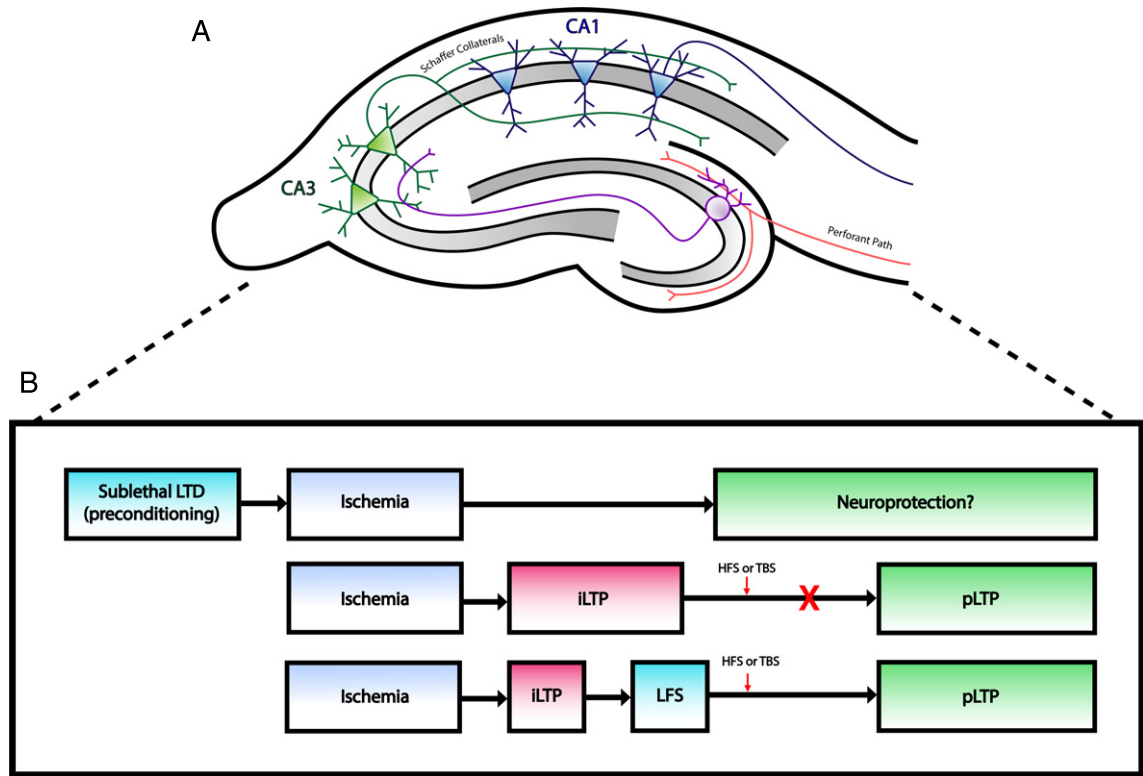 A
CA1
Schaffer Collaterals
CA3
Perforant Path
B
Sublethal LTD
(preconditioning)
Ischemia
Neuroprotection?
Ischemia
iLTP
HFS or TBS
X
pLTP
Ischemia
iLTP
LFS
HFS or TBS
pLTP